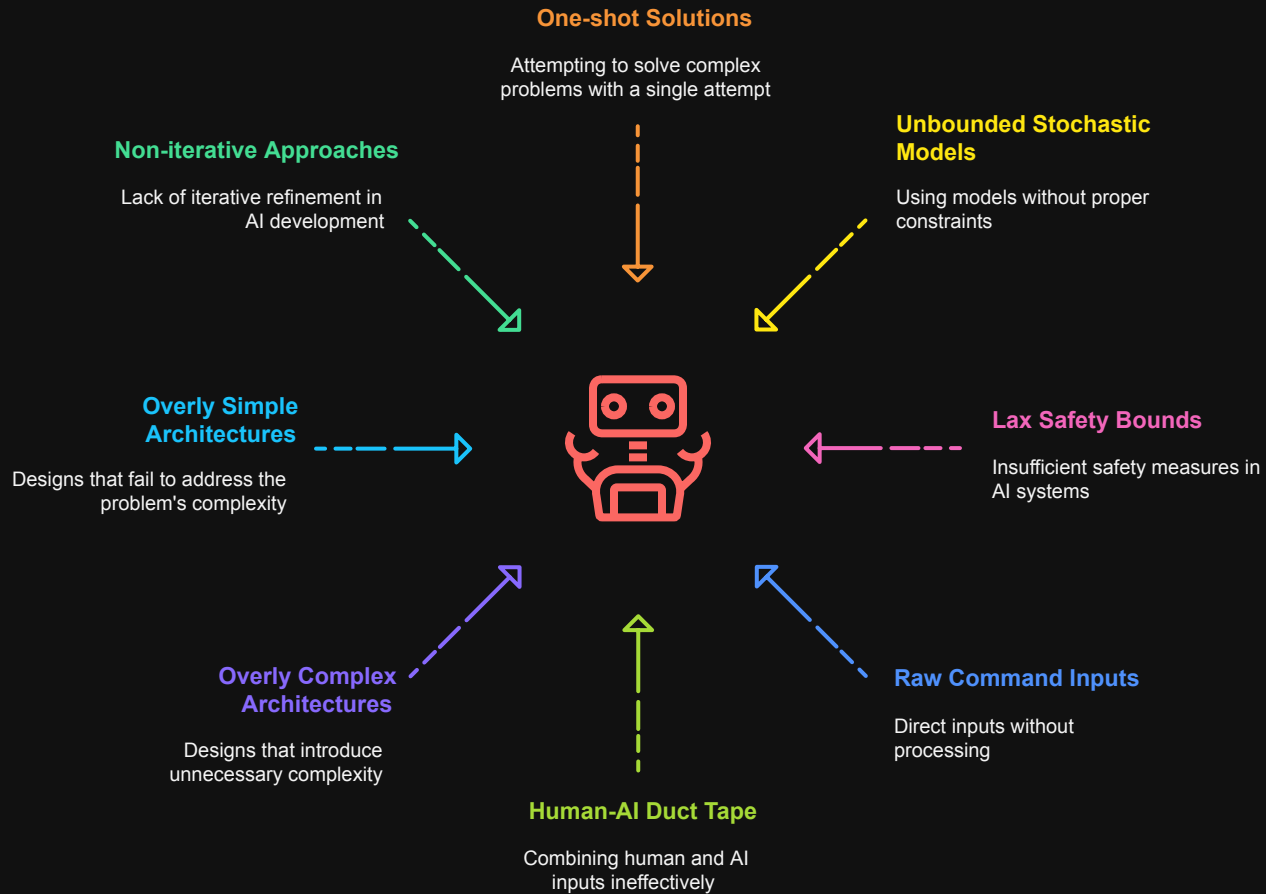 One-shot Solutions
Attempting to solve complex
problems with a single attempt
Unbounded Stochastic
Models
Using models without proper
constraints
Non-iterative Approaches
Lack of iterative refinement in
AI development
Overly Simple
Architectures
Designs that fail to address the
problem's complexity
Lax Safety Bounds
Insufficient safety measures in
AI systems
Overly Complex
Architectures
Designs that introduce
unnecessary complexity
Raw Command Inputs
Direct inputs without
processing
Human-AI Duct Tape
Combining human and AI
inputs ineffectively